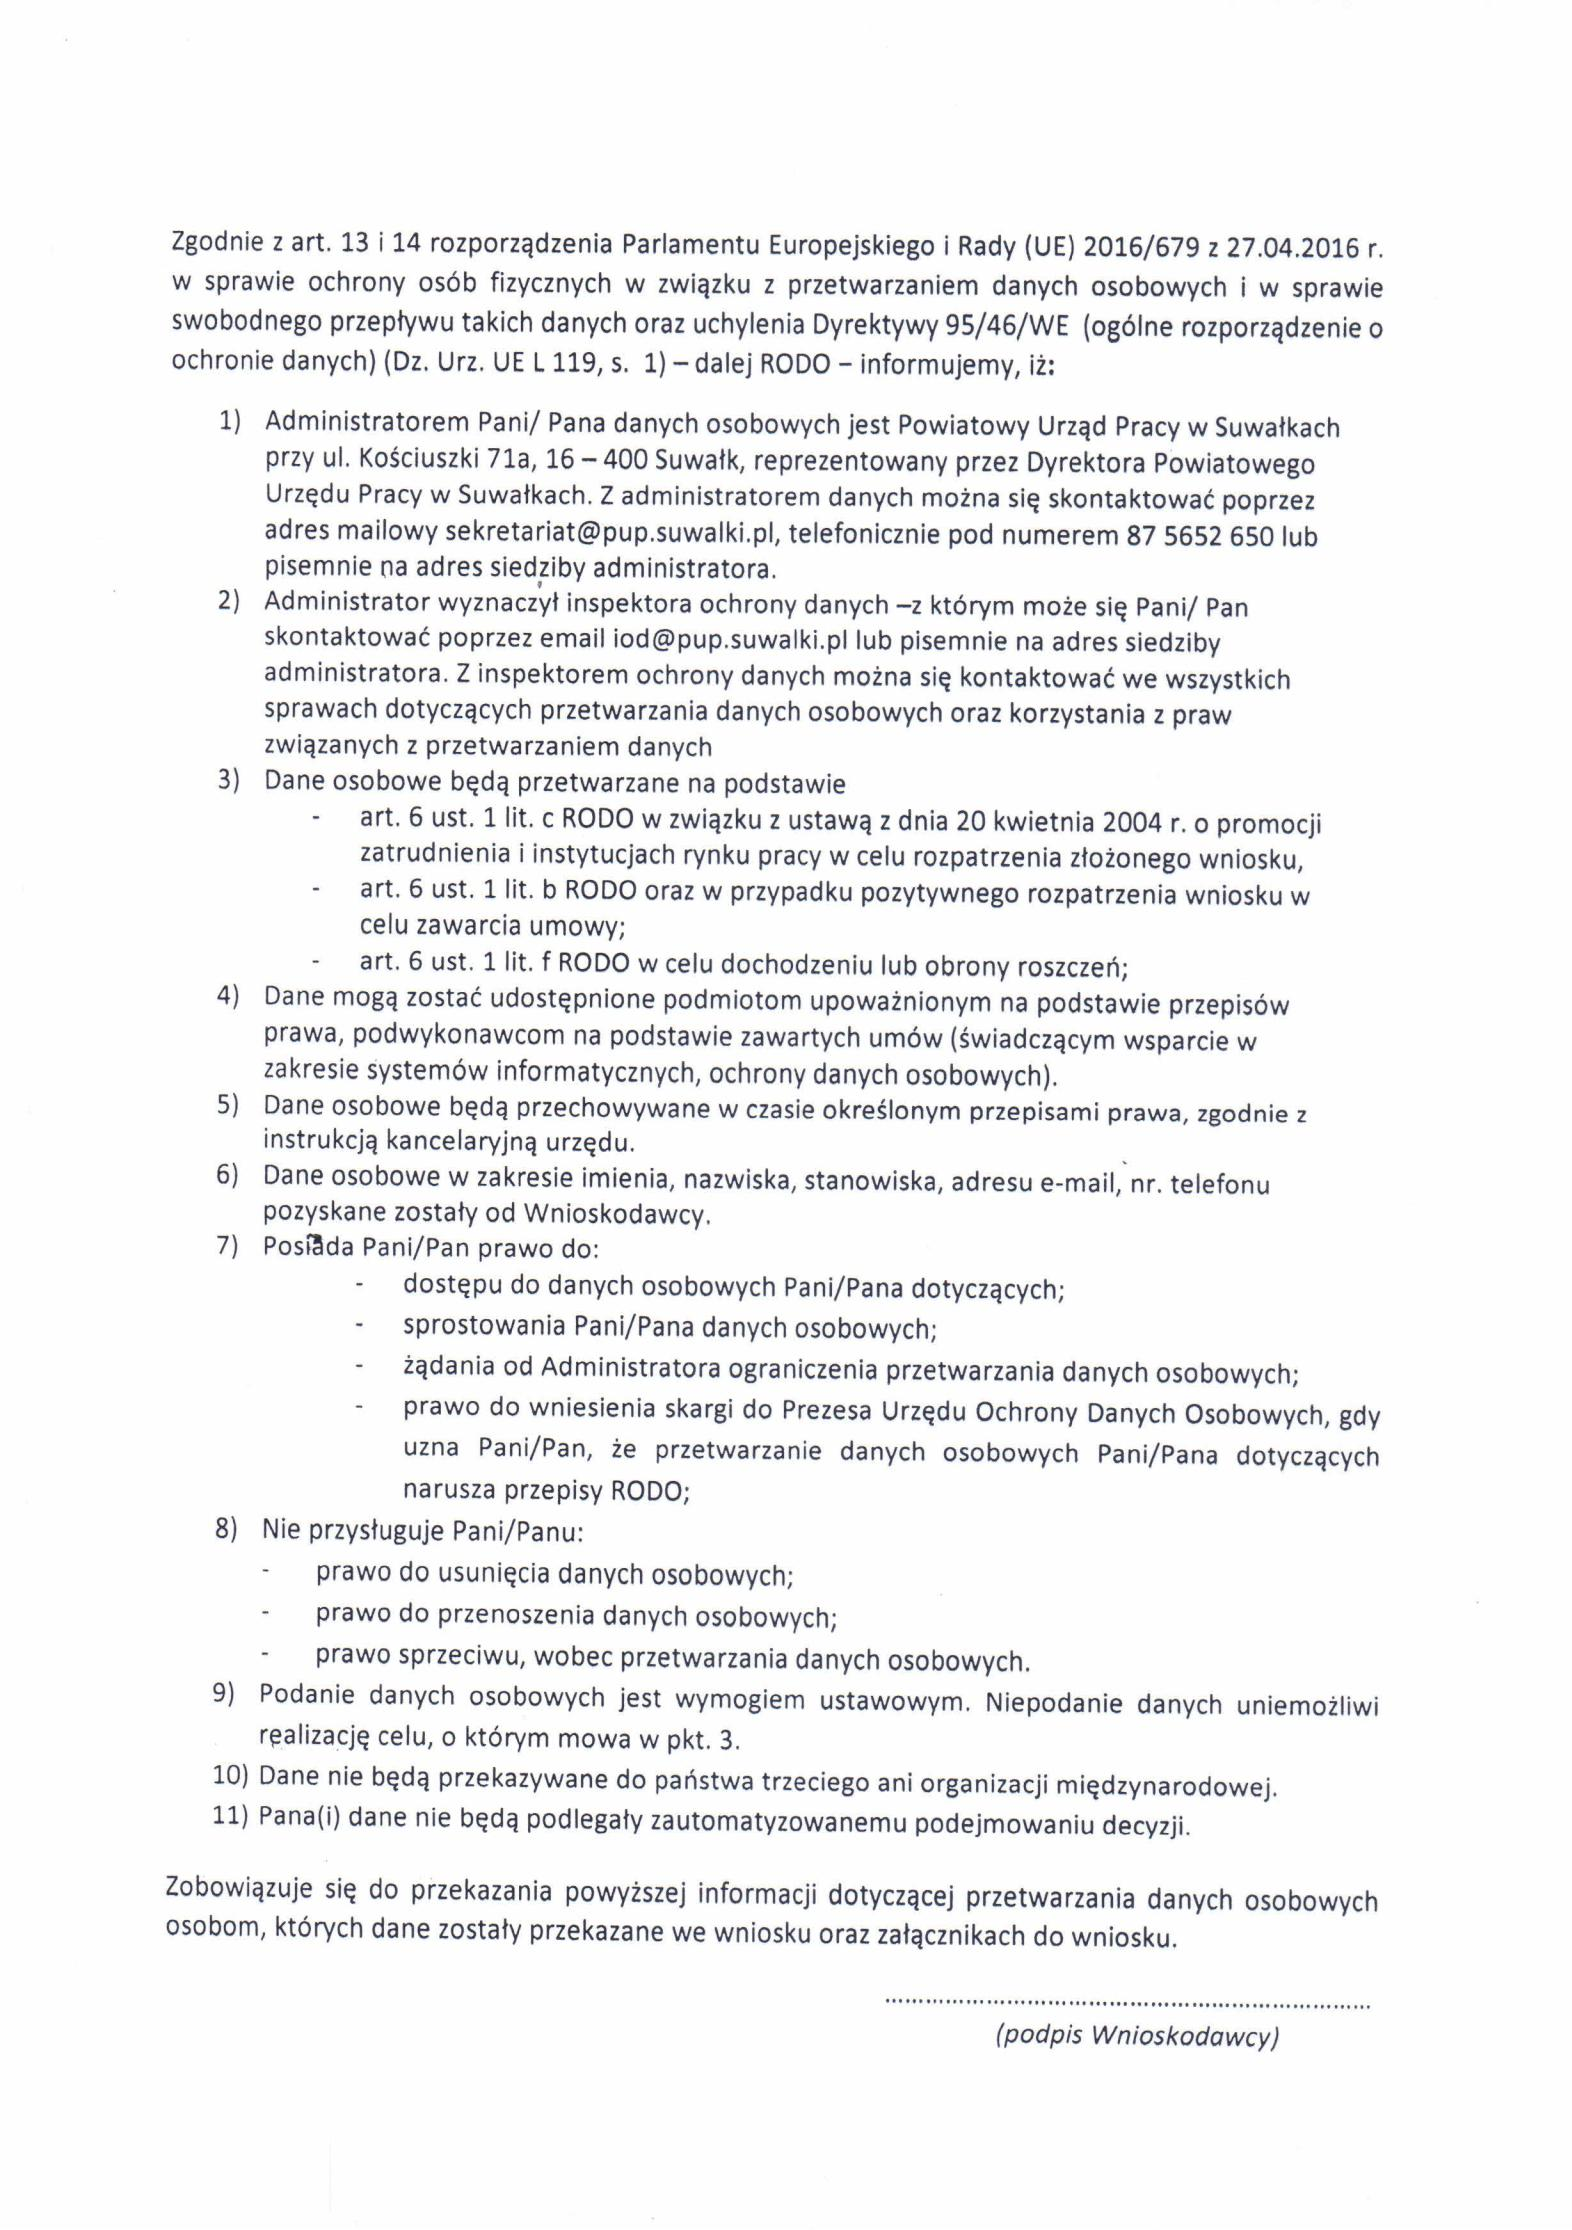 Zgodnie z art. 13 i 14 rozporządzenia Parlamentu Europejskiego i Rady (UE) 2016/679 z 27.04.2016 r.
w sprawie ochrony osób fizycznych w związku z przetwarzaniem danych osobowych i w sprawie
swobodnego przepływu takich danych oraz uchylenia Dyrektywy 95/46/WE (ogólne rozporządzenie o
ochronie danych) (Dz. Urz. UE L 119, s. 1) – dalej RODO – informujemy, iż:
1) Administratorem Pani/ Pana danych osobowych jest Powiatowy Urząd Pracy w Suwałkach
przy ul. Kościuszki 71a, 16 – 400 Suwałk, reprezentowany przez Dyrektora Powiatowego
Urzędu Pracy w Suwałkach. Z administratorem danych można się skontaktować poprzez
adres mailowy sekretariat@pup.suwalki.pl, telefonicznie pod numerem 87 5652 650 lub
pisemnie na adres siedziby administratora.
2) Administrator wyznaczył inspektora ochrony danych –z którym może się Pani/ Pan
skontaktować poprzez email iod@pup.suwalki.pl lub pisemnie na adres siedziby
administratora. Z inspektorem ochrony danych można się kontaktować we wszystkich
sprawach dotyczących przetwarzania danych osobowych oraz korzystania z praw
związanych z przetwarzaniem danych
3) Dane osobowe będą przetwarzane na podstawie
- art. 6 ust. 1 lit. c RODO w związku z ustawą z dnia 20 kwietnia 2004 r. o promocji
zatrudnienia i instytucjach rynku pracy w celu rozpatrzenia złożonego wniosku,
- art. 6 ust. 1 lit. b RODO oraz w przypadku pozytywnego rozpatrzenia wniosku w
celu zawarcia umowy;
- art. 6 ust. 1 lit. f RODO w celu dochodzeniu lub obrony roszczeń;
4) Dane mogą zostać udostępnione podmiotom upoważnionym na podstawie przepisów
prawa, podwykonawcom na podstawie zawartych umów (świadczącym wsparcie w
zakresie systemów informatycznych, ochrony danych osobowych).
5) Dane osobowe będą przechowywane w czasie określonym przepisami prawa, zgodnie z
instrukcją kancelaryjną urzędu.
6) Dane osobowe w zakresie imienia, nazwiska, stanowiska, adresu e-mail, nr. telefonu
pozyskane zostały od Wnioskodawcy.
7) Posiada Pani/Pan prawo do:
- dostępu do danych osobowych Pani/Pana dotyczących;
- sprostowania Pani/Pana danych osobowych;
- żądania od Administratora ograniczenia przetwarzania danych osobowych;
- prawo do wniesienia skargi do Prezesa Urzędu Ochrony Danych Osobowych, gdy
uzna Pani/Pan, że przetwarzanie danych osobowych Pani/Pana dotyczących
narusza przepisy RODO;
8) Nie przysługuje Pani/Panu:
- prawo do usunięcia danych osobowych;
- prawo do przenoszenia danych osobowych;
- prawo sprzeciwu, wobec przetwarzania danych osobowych.
9) Podanie danych osobowych jest wymogiem ustawowym. Niepodanie danych uniemożliwi
realizację celu, o którym mowa w pkt. 3.
10) Dane nie będą przekazywane do państwa trzeciego ani organizacji międzynarodowej.
11) Pana(i) dane nie będą podlegały zautomatyzowanemu podejmowaniu decyzji.
Zobowiązuje się do przekazania powyższej informacji dotyczącej przetwarzania danych osobowych
osobom, których dane zostały przekazane we wniosku oraz załącznikach do wniosku.
......................................................................
(podpis Wnioskodawcy)